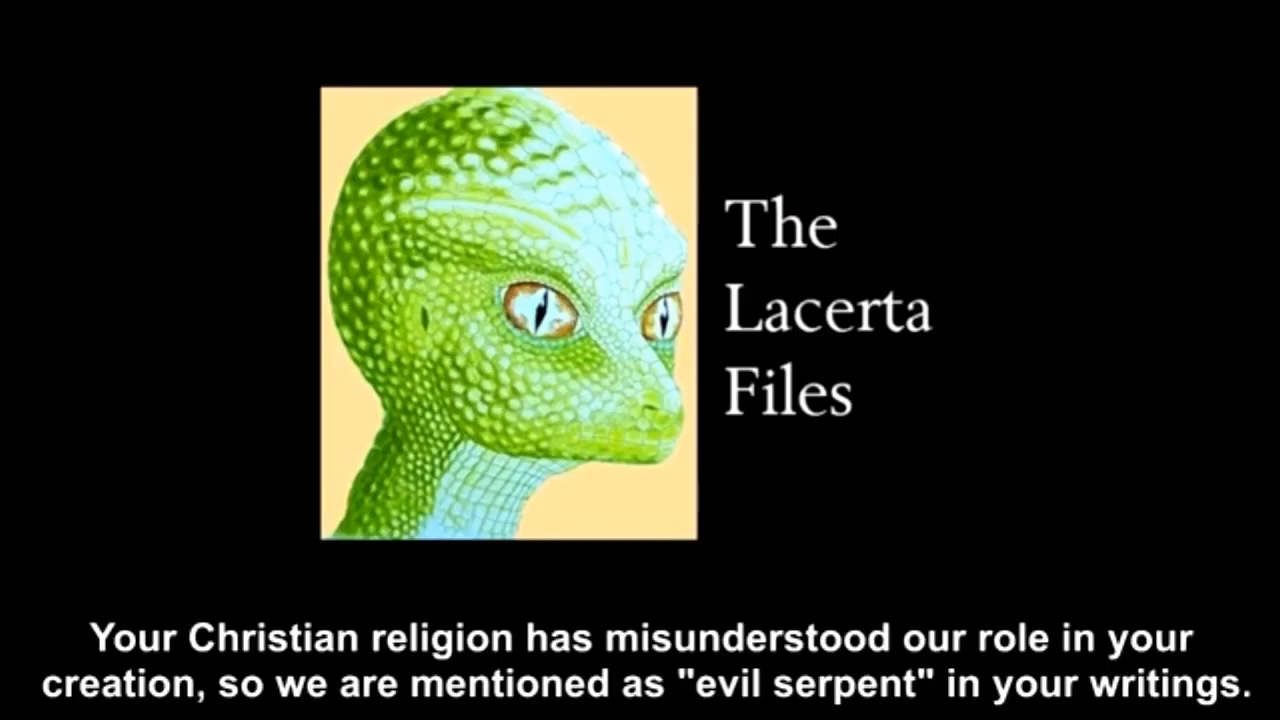 The
Lacerta
Files
Your Christian religion has misunderstood our role in your
creation, so we are mentioned as "evil serpent" in your writings.